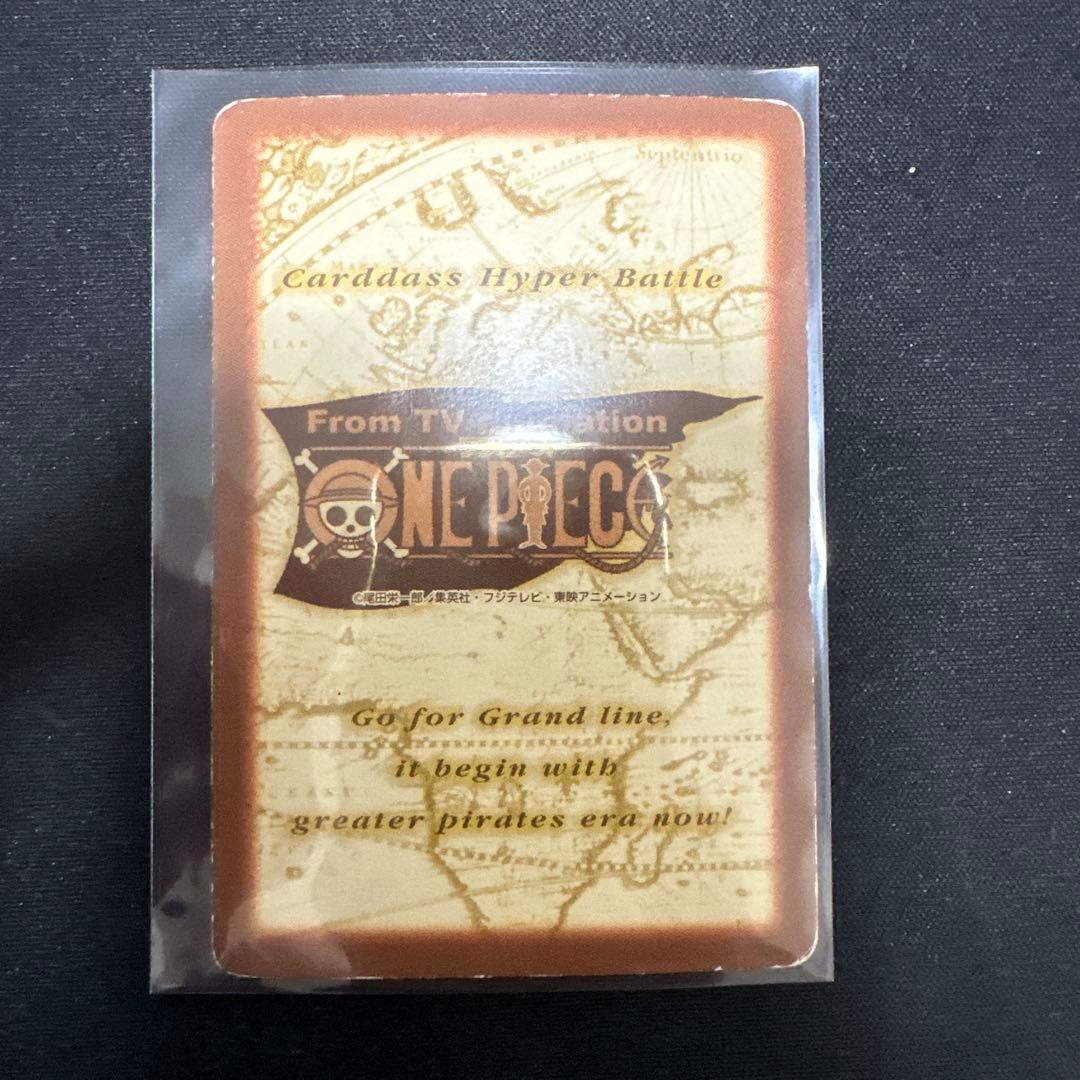 Septentrio
Carddass Hyper Battle
From TV
ONE PIECE
©尾田栄一郎／集英社・フジテレビ・東映アニメーション
Go for Grand line,
it begin with
greater pirates era now!